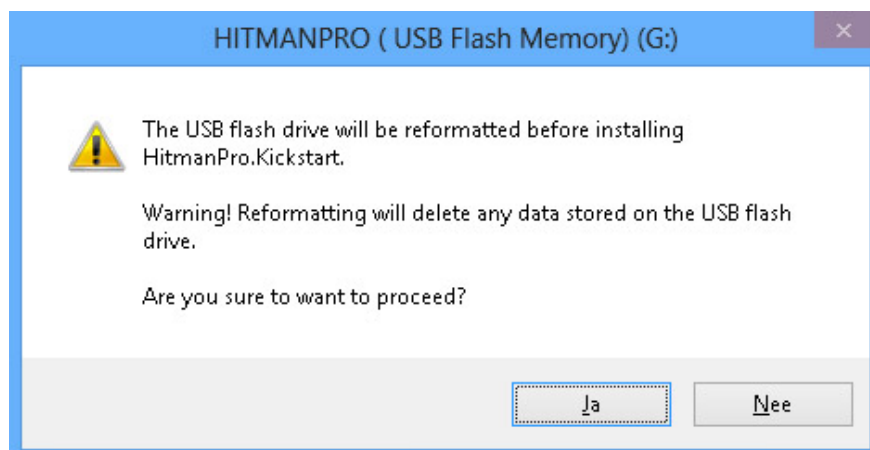 HITMANPRO ( USB Flash Memory) (G:)
The USB flash drive will be reformatted before installing
HitmanPro.Kickstart.
Warning! Reformatting will delete any data stored on the USB flash
drive.
Are you sure to want to proceed?
Ja
Nee